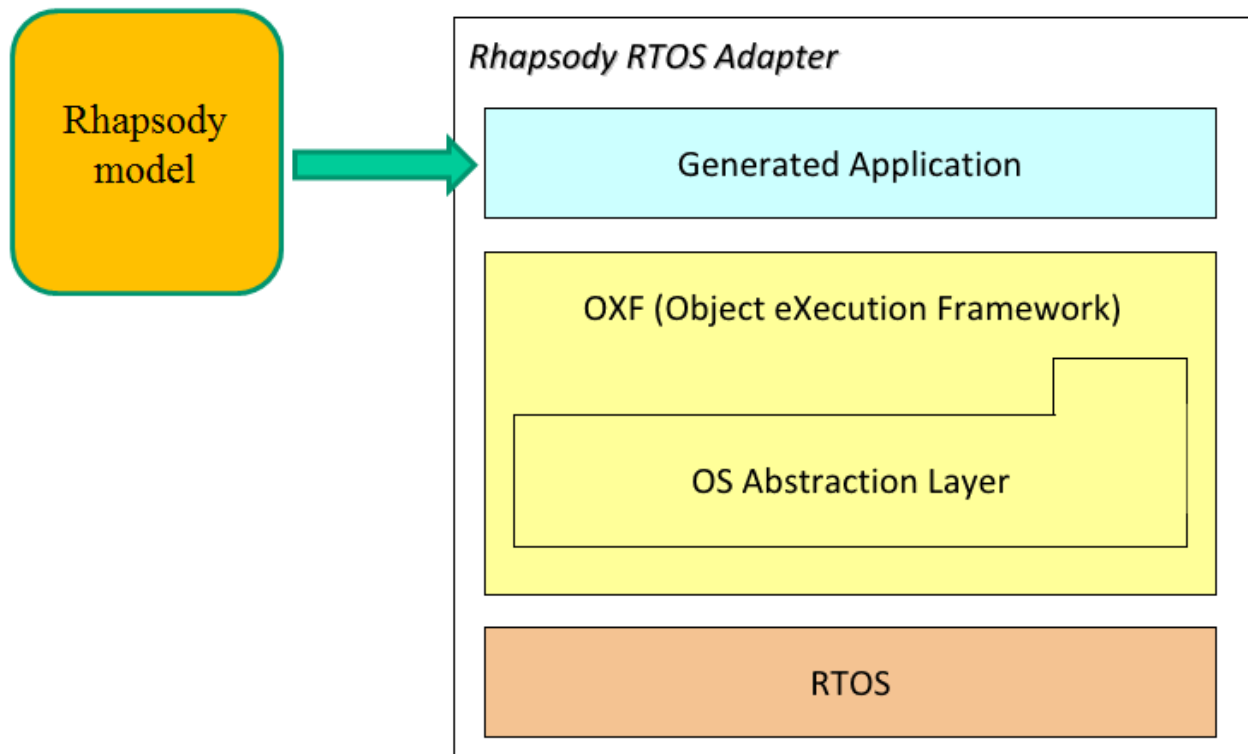 Rhapsody
model
Rhapsody RTOS Adapter
Generated Application
OXF (Object eXecution Framework)
OS Abstraction Layer
RTOS